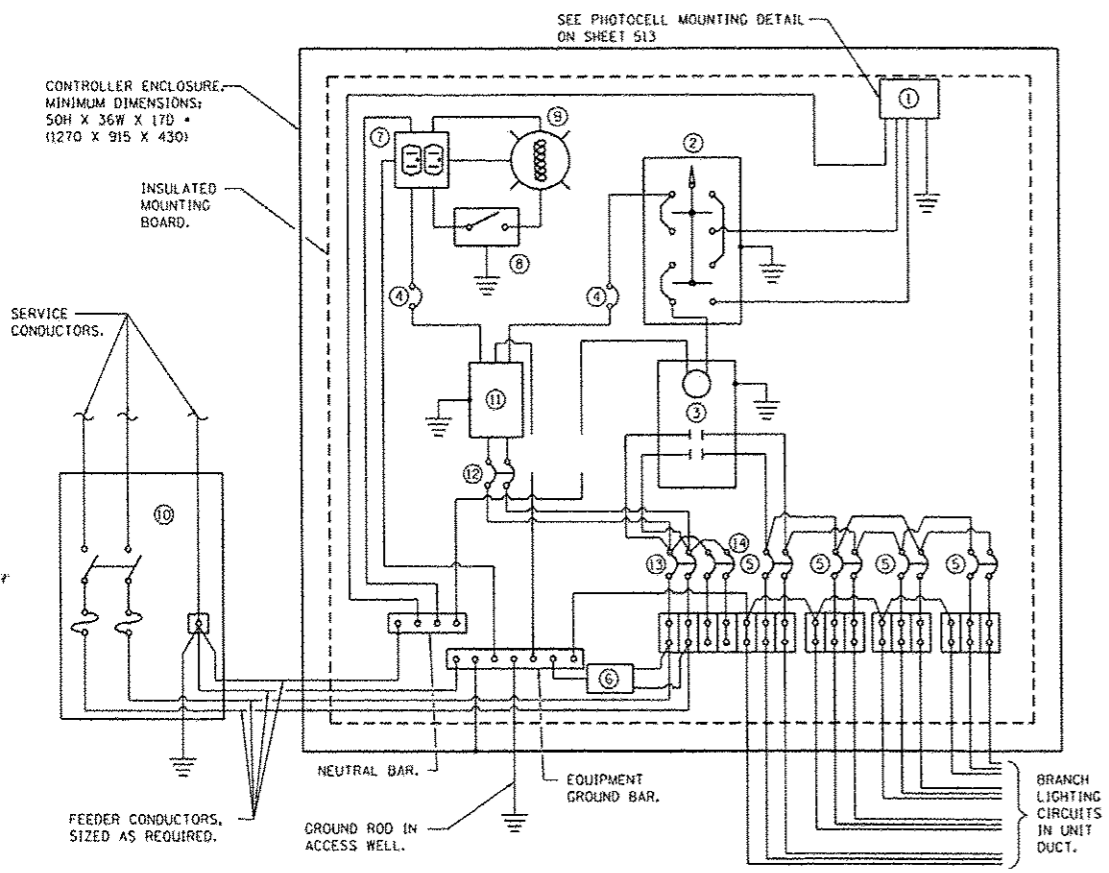 SEE PHOTOCELL MOUNTING DETAIL
ON SHEET 513
CONTROLLER ENCLOSURE.
MINIMUM DIMENSIONS:
50H X 36W X 17D *
(1270 X 915 X 430)
INSULATED
MOUNTING
BOARD.
SERVICE
CONDUCTORS.
1
2
7
9
8
4
4
11
3
12
10
13
14
5
5
5
5
6
NEUTRAL BAR.
EQUIPMENT
GROUND BAR.
FEEDER CONDUCTORS,
SIZED AS REQUIRED.
GROUND ROD IN
ACCESS WELL.
BRANCH
LIGHTING
CIRCUITS
IN UNIT
DUCT.